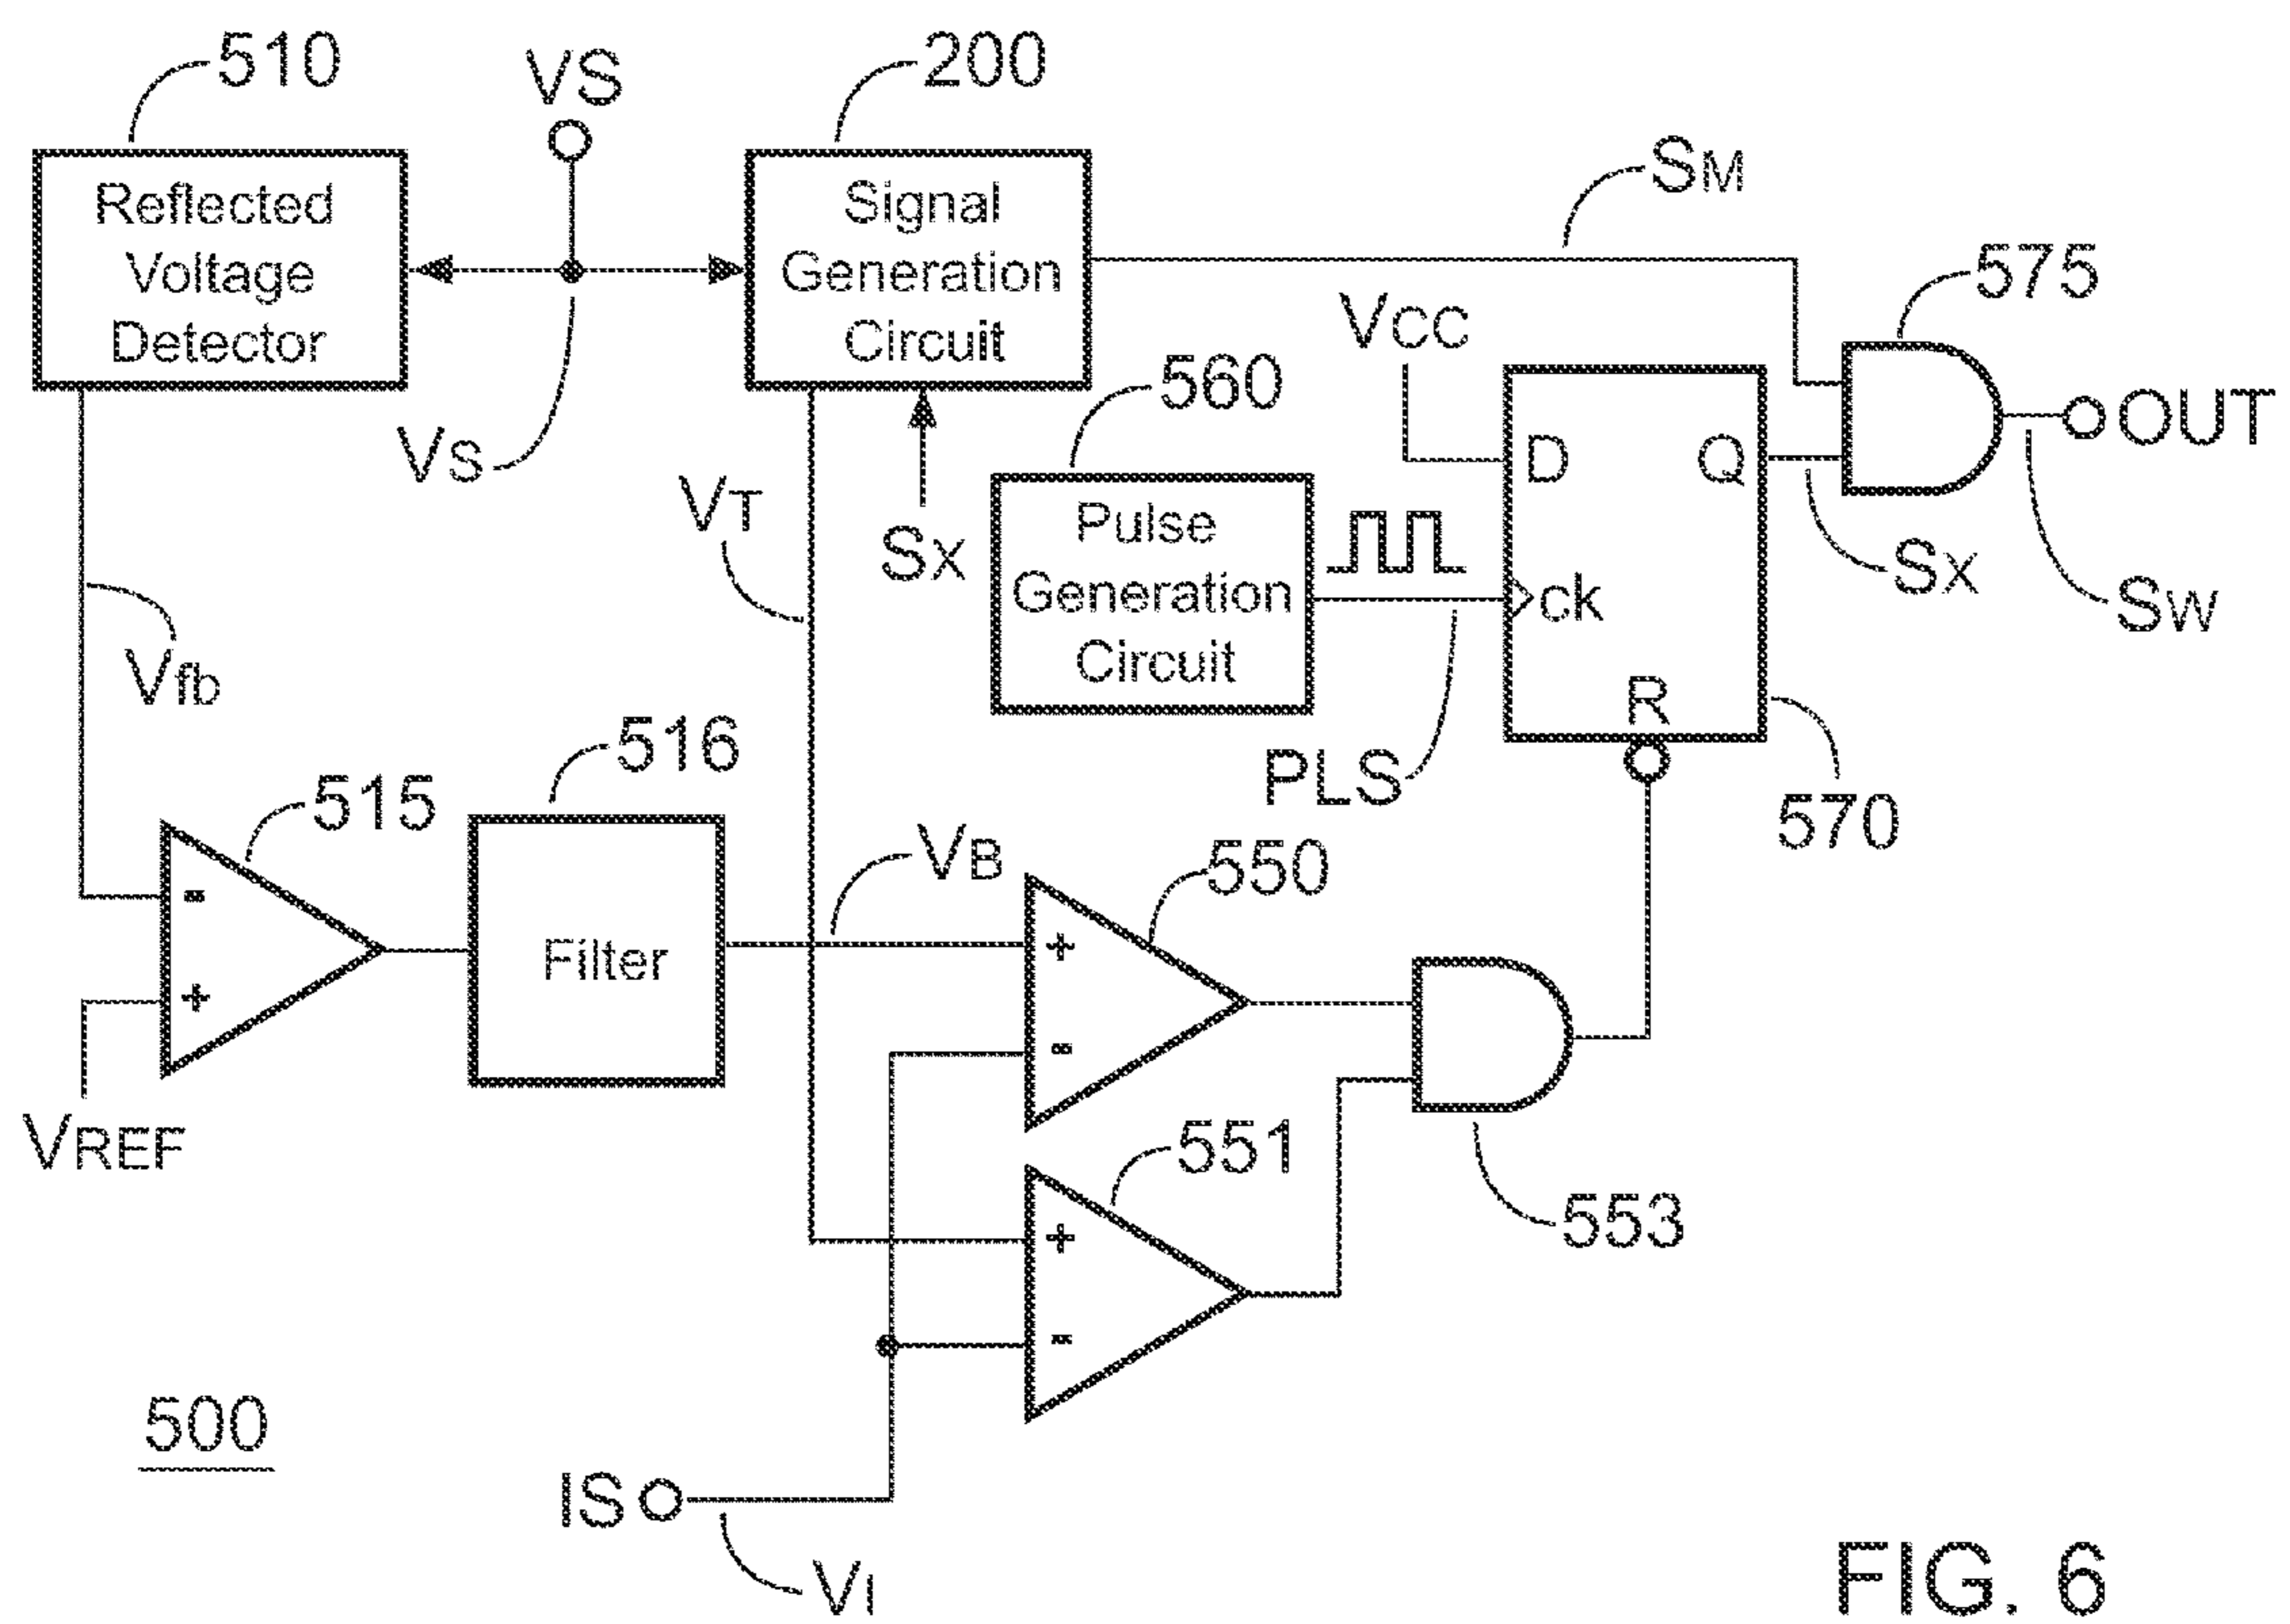 510
VS
200
SM
Reflected
Voltage
Detector
Signal
Generation
Circuit
575
VCC
560
OUT
VS
D
Q
VT
SX
Pulse
Generation
Circuit
SX
SW
ck
Vfb
R
516
PLS
515
570
VB
550
-
+
Filter
+
-
VREF
551
553
+
-
500
IS
VI
FIG. 6